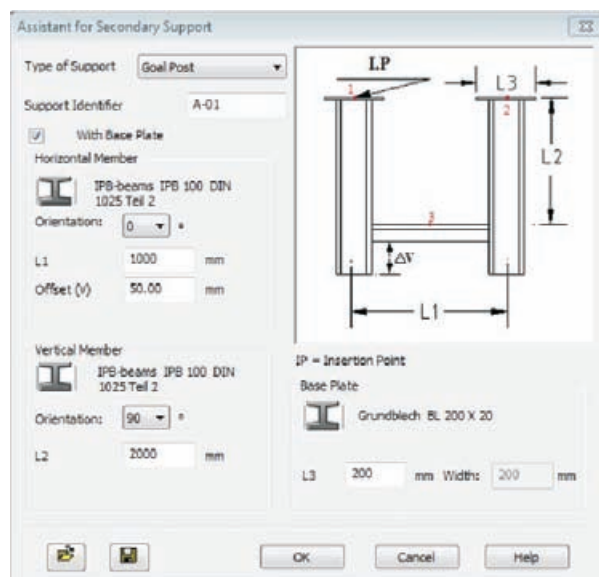 Assistant for Secondary Support
Type of Support Goal Post
Support Identifier A-01
With Base Plate
Horizontal Member
IPB-beams IPB 100 DIN
1025 Teil 2
Orientation: 0 °
L1 1000 mm
Offset (V) 50.00 mm
Vertical Member
IPB-beams IPB 100 DIN
1025 Teil 2
Orientation: 90 °
L2 2000 mm
I.P
1
L3
2
L2
3
ΔV
L1
IP = Insertion Point
Base Plate
Grundblech BL 200 X 20
L3 200 mm Width: 200 mm
OK Cancel Help